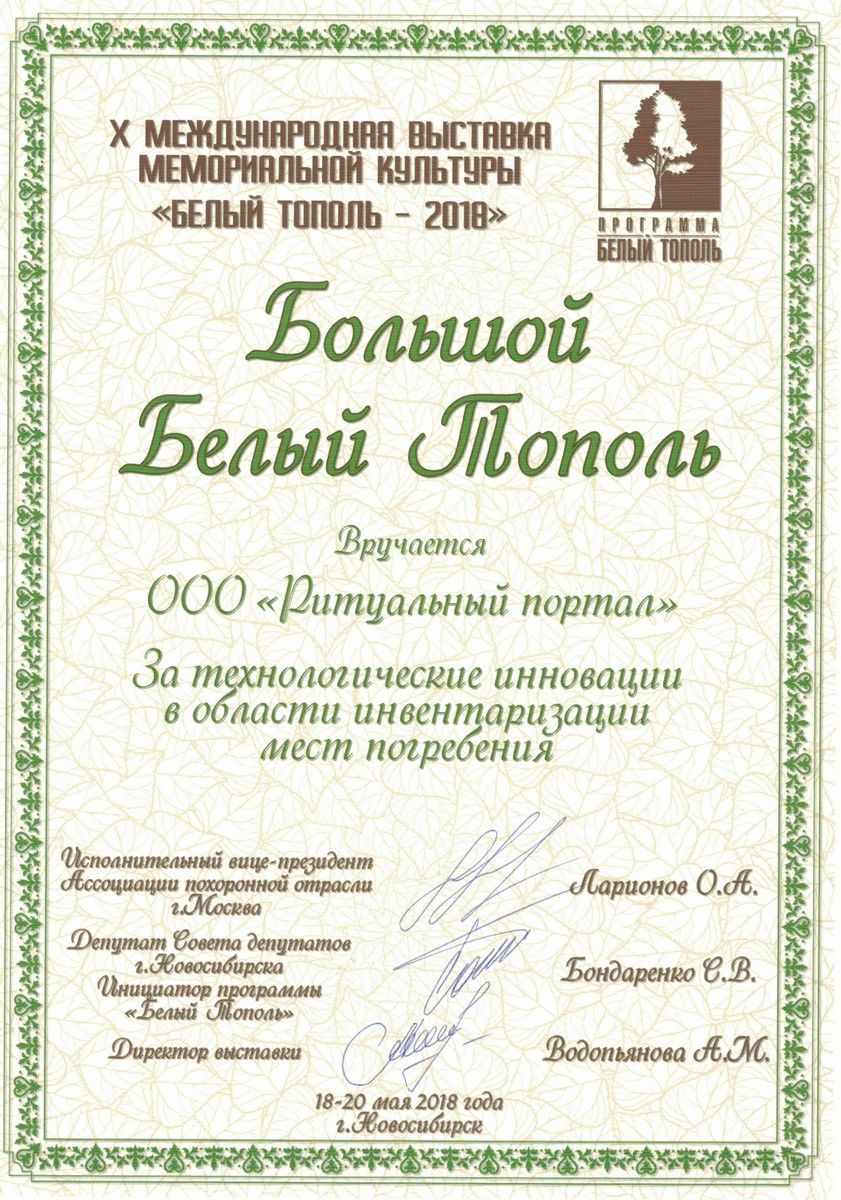 X МЕЖДУНАРОДНАЯ ВЫСТАВКА
МЕМОРИАЛЬНОЙ КУЛЬТУРЫ
«БЕЛЫЙ ТОПОЛЬ - 2018»
ПРОГРАММА
БЕЛЫЙ ТОПОЛЬ
Большой
Белый Тополь
Вручается
ООО «Ритуальный портал»
За технологические инновации
в области инвентаризации
мест погребения
Исполнительный вице-президент
Ассоциации похоронной отрасли
г.Москва
Ларионов О.А.
Депутат Совета депутатов
г.Новосибирска
Инициатор программы
«Белый Тополь»
Бондаренко С.В.
Директор выставки
Водопьянова А.М.
18-20 мая 2018 года
г.Новосибирск